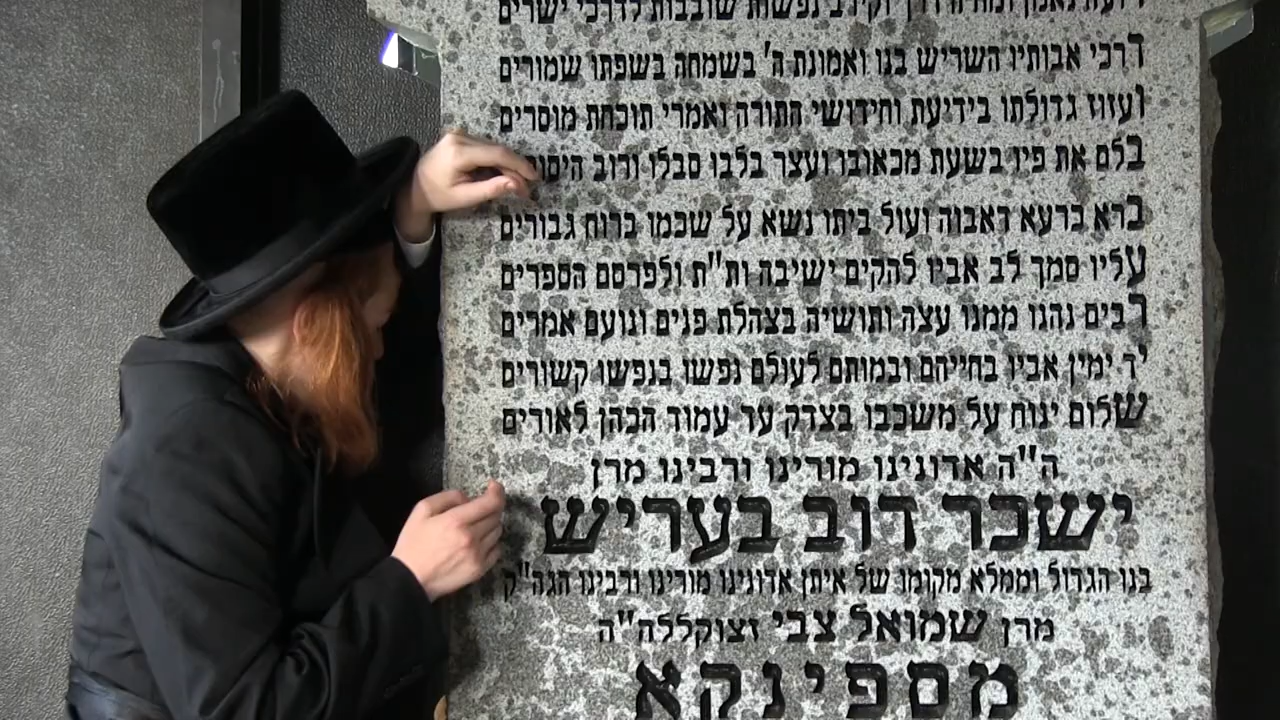 דרכי אבותיו השריש בנו ואמונת ה' בשמחה בשפתו שמורים
ועזוז גדולתו בידיעת וחידושי התורה ואמרי תוכחת מוסרים
בלם את פיו בשעת מכאובו ועצר בלבו סבלו ורוב
ברא כרעא דאבוה ועול ביתו נשא על שכמו ברוח גבורים
עליו סמך לב אביו להקים ישיבה ות"ת ולפרסם הספרים
רבים נהנו ממנו עצה ותושיה בצהלת פנים ונועם אמרים
יד ימין אביו בחייהם ובמותם לעולם נפשו בנפשו קשורים
שלום ינוח על משכבו בצדק עד עמוד הכהן לאורים
ה"ה אדונינו מורינו ורבינו מרן
ישכר דוב בעריש
בנו הגדול וממלא מקומו של איתן אדונינו מורינו ורבינו הגה"ק
מרן שמואל צבי זצוקללה"ה
מספינקא